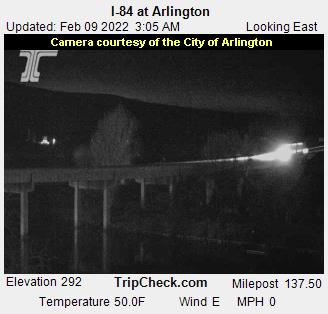 I-84 at Arlington
Updated: Feb 09 2022 3:05 AM Looking East
Camera courtesy of the City of Arlington
Elevation 292 TripCheck.com Milepost 137.50
Temperature 50.0F Wind E MPH 0